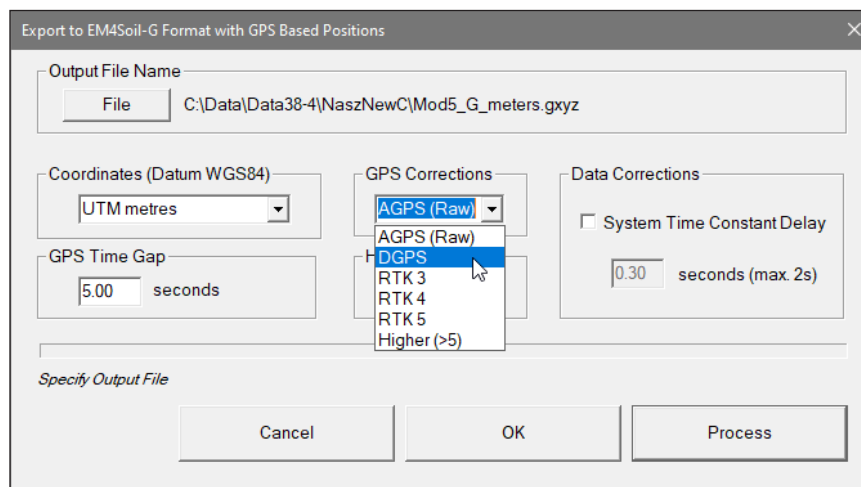 Export to EM4Soil-G Format with GPS Based Positions
Output File Name
File
C:\Data\Data38-4\NaszNewC\Mod5_G_meters.gxyz
Coordinates (Datum WGS84)
UTM metres
GPS Corrections
AGPS (Raw)
AGPS (Raw)
DGPS
RTK 3
RTK 4
RTK 5
Higher (>5)
Data Corrections
System Time Constant Delay
0.30 seconds (max. 2s)
GPS Time Gap
5.00 seconds
Specify Output File
Cancel
OK
Process